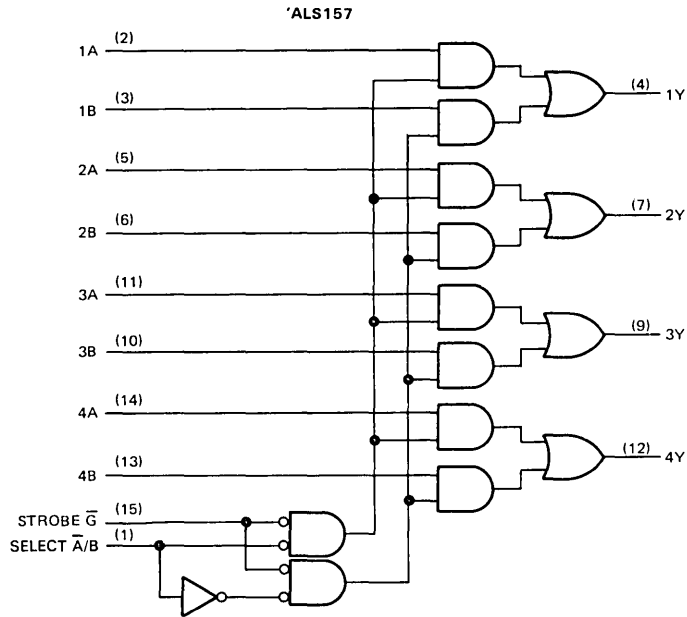 'ALS157
1A (2)
(4) 1Y
1B (3)
2A (5)
(7) 2Y
2B (6)
3A (11)
(9) 3Y
3B (10)
4A (14)
(12) 4Y
4B (13)
STROBE G̅ (15)
SELECT A̅/B (1)